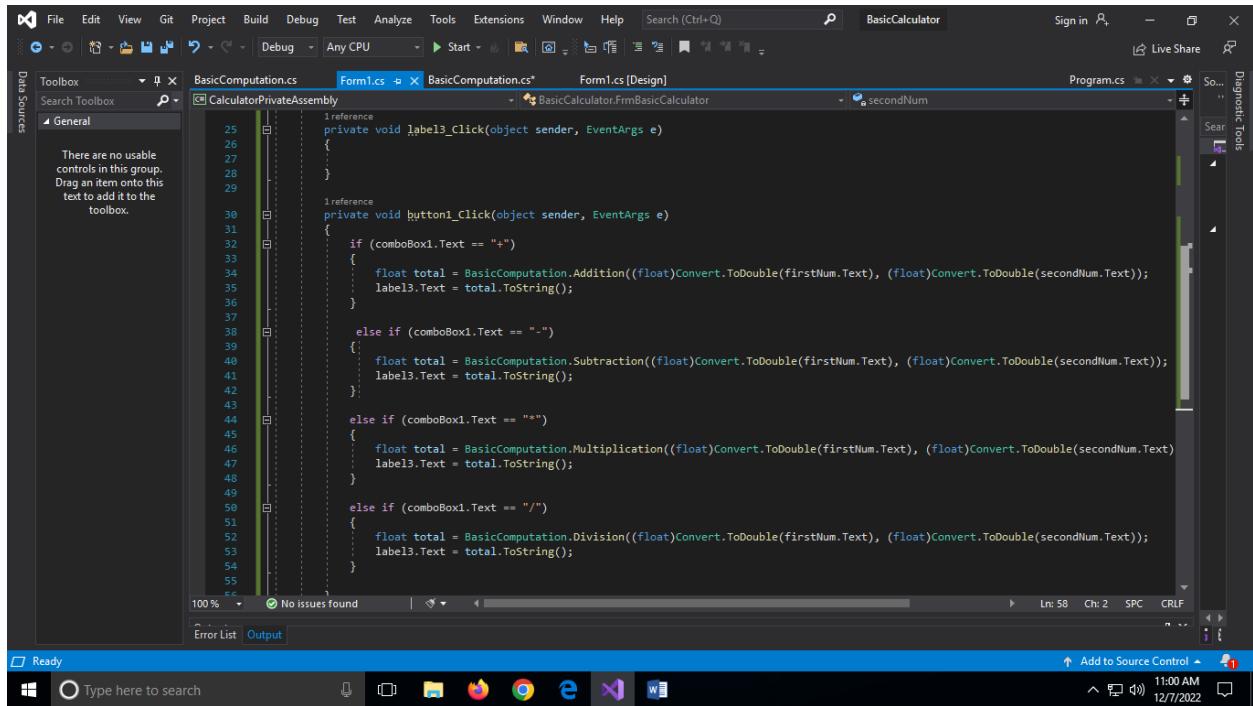 File Edit View Git Project Build Debug Test Analyze Tools Extensions Window Help Search (Ctrl+Q) BasicCalculator Sign in
Debug Any CPU Start Live Share
Data Sources
Toolbox
Search Toolbox
General
There are no usable
controls in this group.
Drag an item onto this
text to add it to the
toolbox.
BasicComputation.cs Form1.cs BasicComputation.cs* Form1.cs [Design] Program.cs
CalculatorPrivateAssembly BasicCalculator.FrmBasicCalculator secondNum
1 reference
25 private void label3_Click(object sender, EventArgs e)
26 {
27
28 }
29
1 reference
30 private void button1_Click(object sender, EventArgs e)
31 {
32 if (comboBox1.Text == "+")
33 {
34 float total = BasicComputation.Addition((float)Convert.ToDouble(firstNum.Text), (float)Convert.ToDouble(secondNum.Text));
35 label3.Text = total.ToString();
36 }
37
38 else if (comboBox1.Text == "-")
39 {
40 float total = BasicComputation.Subtraction((float)Convert.ToDouble(firstNum.Text), (float)Convert.ToDouble(secondNum.Text));
41 label3.Text = total.ToString();
42 }
43
44 else if (comboBox1.Text == "*")
45 {
46 float total = BasicComputation.Multiplication((float)Convert.ToDouble(firstNum.Text), (float)Convert.ToDouble(secondNum.Text)
47 label3.Text = total.ToString();
48 }
49
50 else if (comboBox1.Text == "/")
51 {
52 float total = BasicComputation.Division((float)Convert.ToDouble(firstNum.Text), (float)Convert.ToDouble(secondNum.Text));
53 label3.Text = total.ToString();
54 }
55
100 % No issues found Ln: 58 Ch: 2 SPC CRLF
Error List Output
So...
Sear
Diagnostic Tools
Ready Add to Source Control 1
Type here to search 11:00 AM
12/7/2022